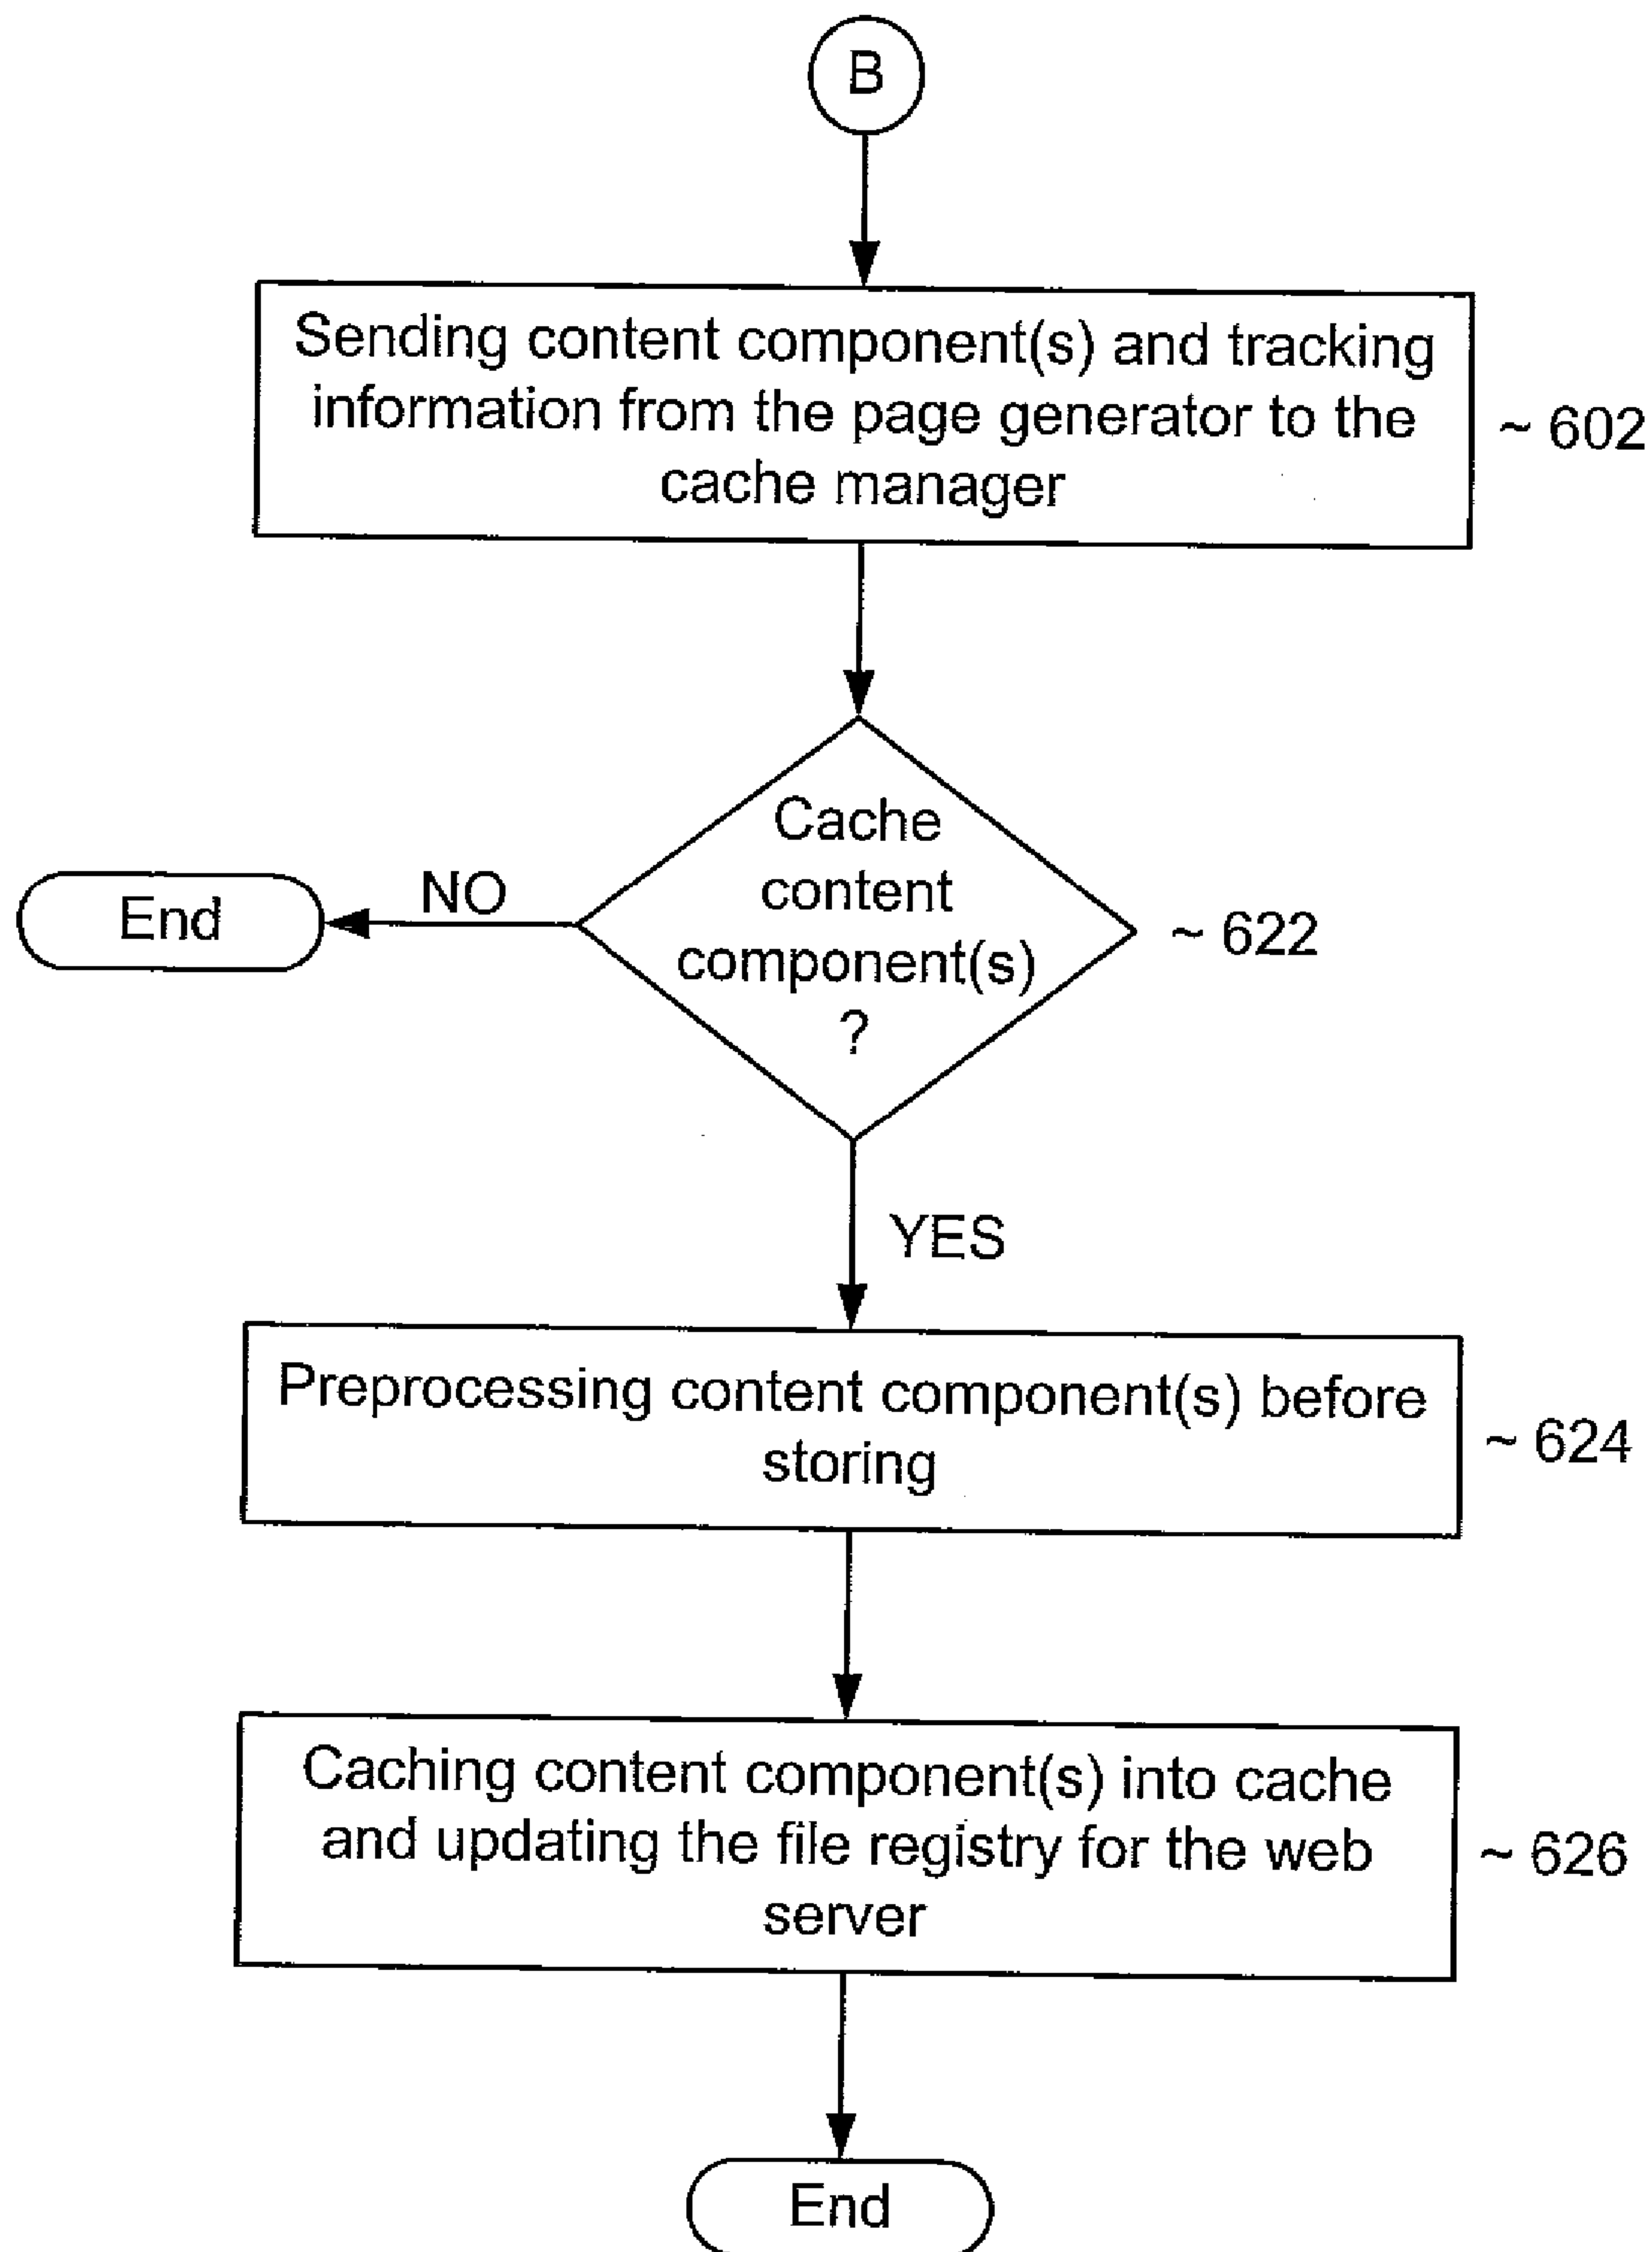 B
Sending content component(s) and tracking
information from the page generator to the
cache manager
~ 602
Cache
content
component(s)
?
~ 622
NO
End
YES
Preprocessing content component(s) before
storing
~ 624
Caching content component(s) into cache
and updating the file registry for the web
server
~ 626
End